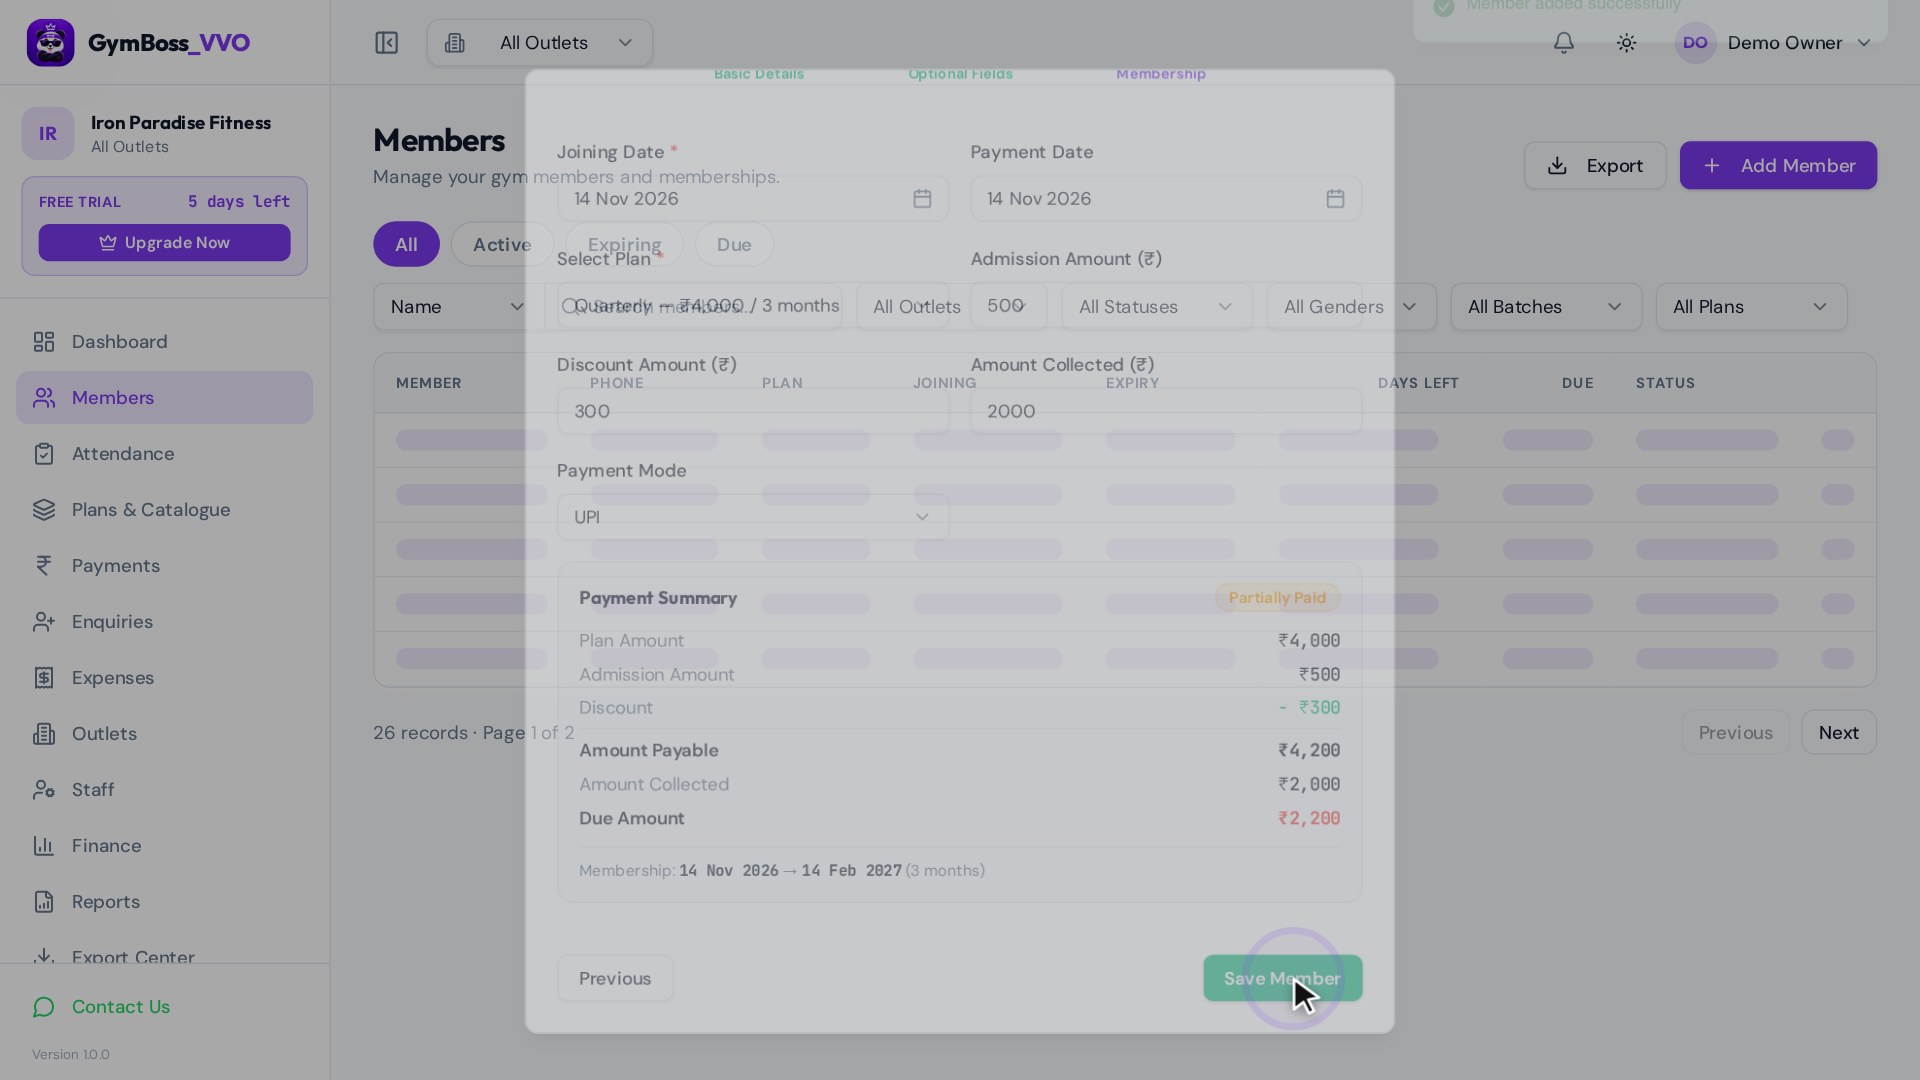 GymBoss_VVO
All Outlets
Member added successfully
DO Demo Owner
IR
Iron Paradise Fitness
All Outlets
FREE TRIAL 5 days left
Upgrade Now
Dashboard
Members
Attendance
Plans & Catalogue
Payments
Enquiries
Expenses
Outlets
Staff
Finance
Reports
Export Center
Contact Us
Version 1.0.0
Members
Manage your gym members and memberships.
Export
Add Member
All Active Expiring Due
Name
Search members...
All Outlets
All Statuses
All Genders
All Batches
All Plans
MEMBER PHONE PLAN JOINING EXPIRY DAYS LEFT DUE STATUS
26 records · Page 1 of 2
Previous Next
Basic Details Optional Fields Membership
Joining Date * Payment Date
14 Nov 2026 14 Nov 2026
Select Plan * Admission Amount (₹)
Quarterly — ₹4,000 / 3 months 500
Discount Amount (₹) Amount Collected (₹)
300 2000
Payment Mode
UPI
Payment Summary Partially Paid
Plan Amount ₹4,000
Admission Amount ₹500
Discount - ₹300
Amount Payable ₹4,200
Amount Collected ₹2,000
Due Amount ₹2,200
Membership: 14 Nov 2026 → 14 Feb 2027 (3 months)
Previous Save Member